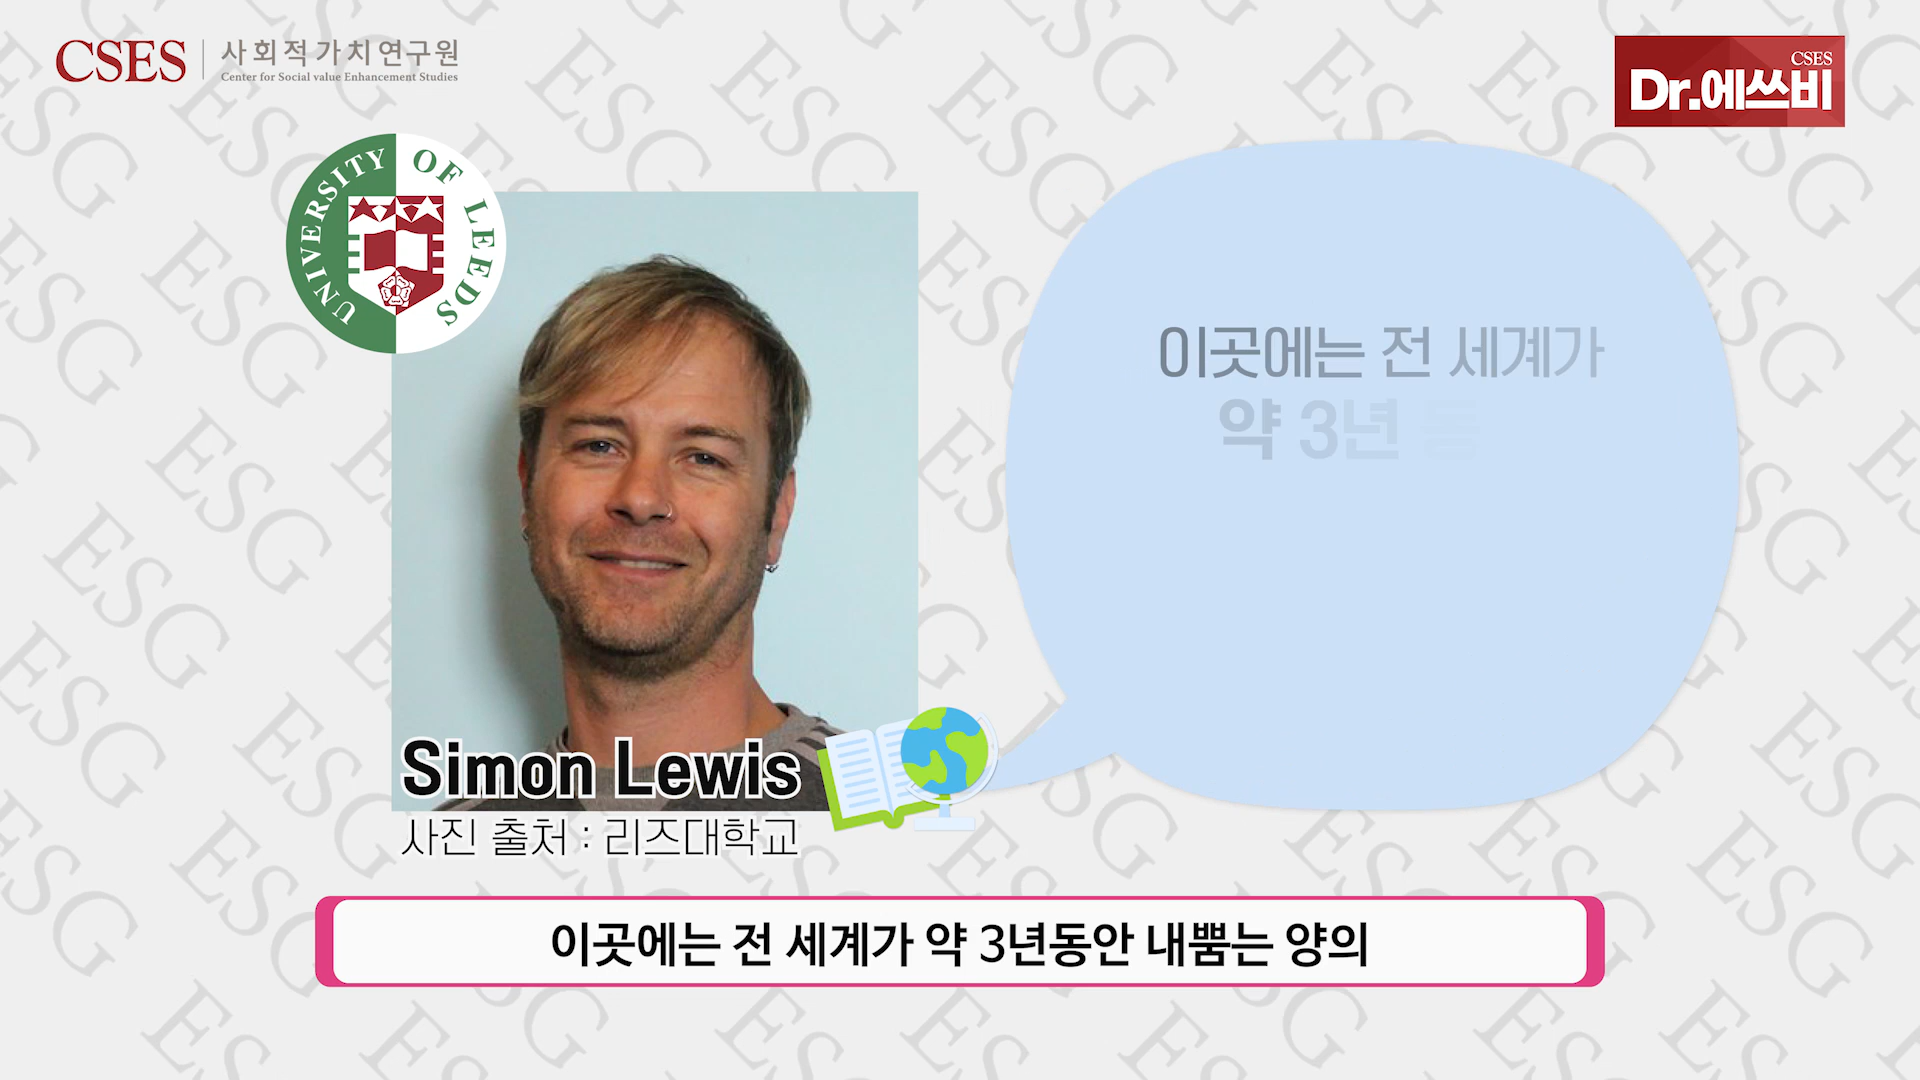 CSES
사회적가치연구원
Center for Social value Enhancement Studies
CSES
Dr.에쓰비
UNIVERSITY OF LEEDS
이곳에는 전 세계가
약 3년 동
Simon Lewis
사진 출처 : 리즈대학교
이곳에는 전 세계가 약 3년동안 내뿜는 양의
ESG